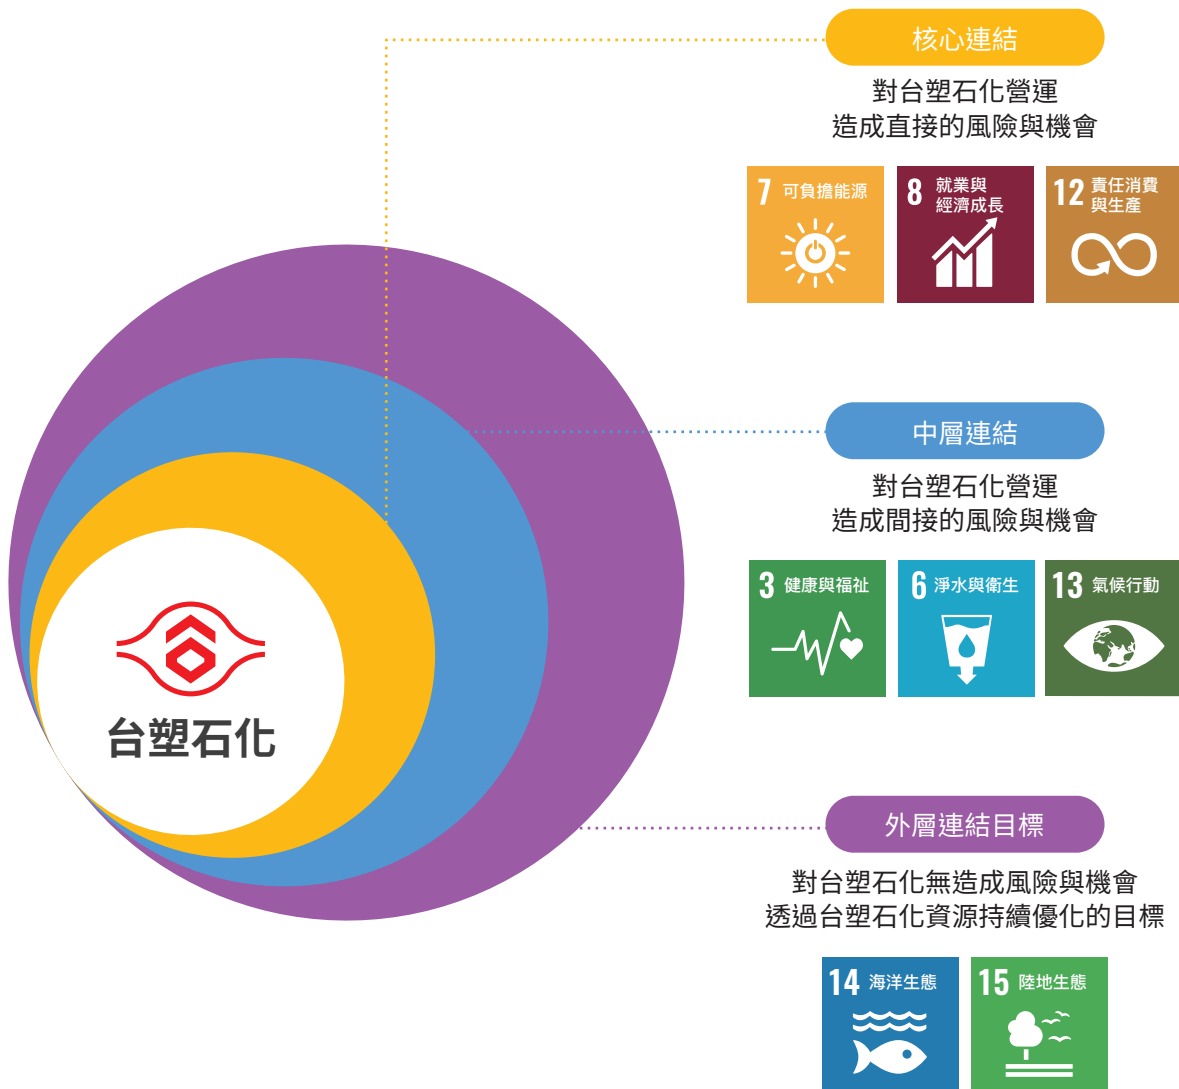 核心連結
對台塑石化營運
造成直接的風險與機會
7 可負擔能源
8 就業與
經濟成長
12 責任消費
與生產
中層連結
對台塑石化營運
造成間接的風險與機會
3 健康與福祉
6 淨水與衛生
13 氣候行動
台塑石化
外層連結目標
對台塑石化無造成風險與機會
透過台塑石化資源持續優化的目標
14 海洋生態
15 陸地生態